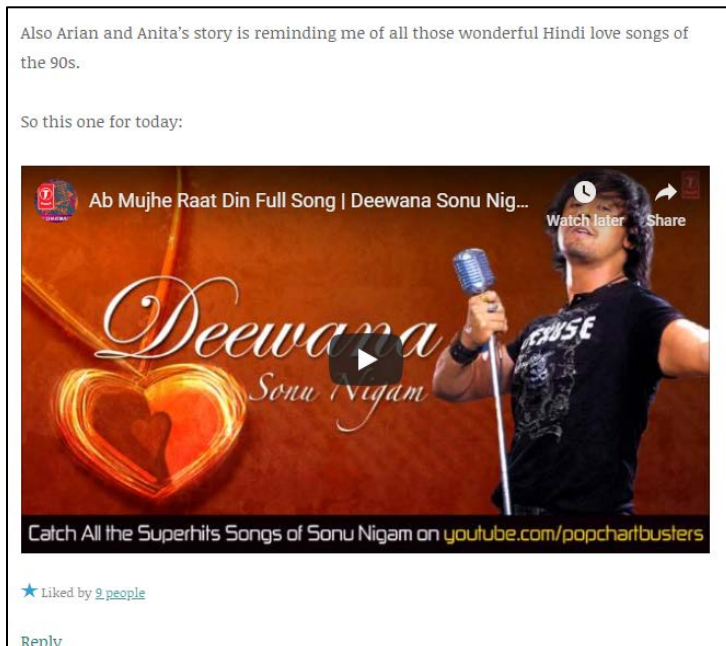 Also Arian and Anita's story is reminding me of all those wonderful Hindi love songs of
the 90s.
So this one for today:
Ab Mujhe Raat Din Full Song | Deewana Sonu Nig...
Watch later
Share
Deewana
Sonu Nigam
Catch All the Superhits Songs of Sonu Nigam on youtube.com/popchartbusters
Liked by 9 people
Reply